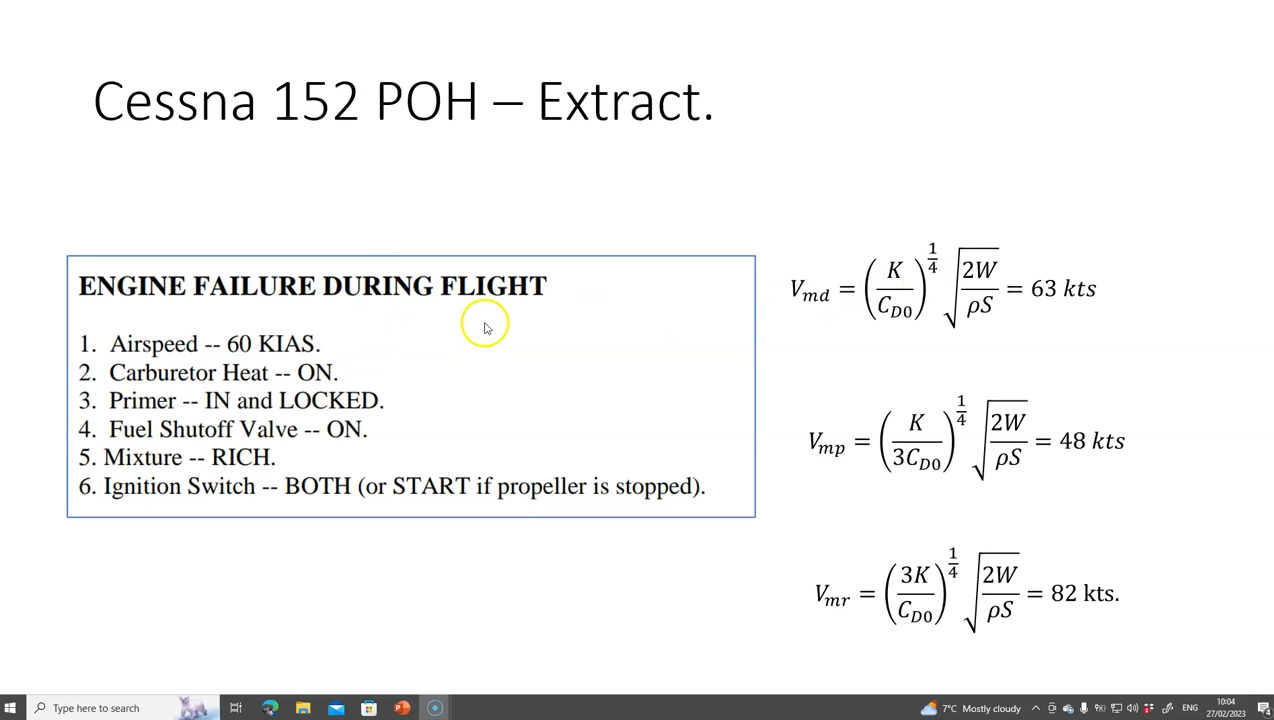 Cessna 152 POH – Extract.
ENGINE FAILURE DURING FLIGHT
1. Airspeed -- 60 KIAS.
2. Carburetor Heat -- ON.
3. Primer -- IN and LOCKED.
4. Fuel Shutoff Valve -- ON.
5. Mixture -- RICH.
6. Ignition Switch -- BOTH (or START if propeller is stopped).
V_md = (K/C_D0)^(1/4) √(2W/ρS) = 63 kts
V_mp = (K/3C_D0)^(1/4) √(2W/ρS) = 48 kts
V_mr = (3K/C_D0)^(1/4) √(2W/ρS) = 82 kts.
Type here to search
7°C Mostly cloudy
ENG
10:04
27/02/2023
4